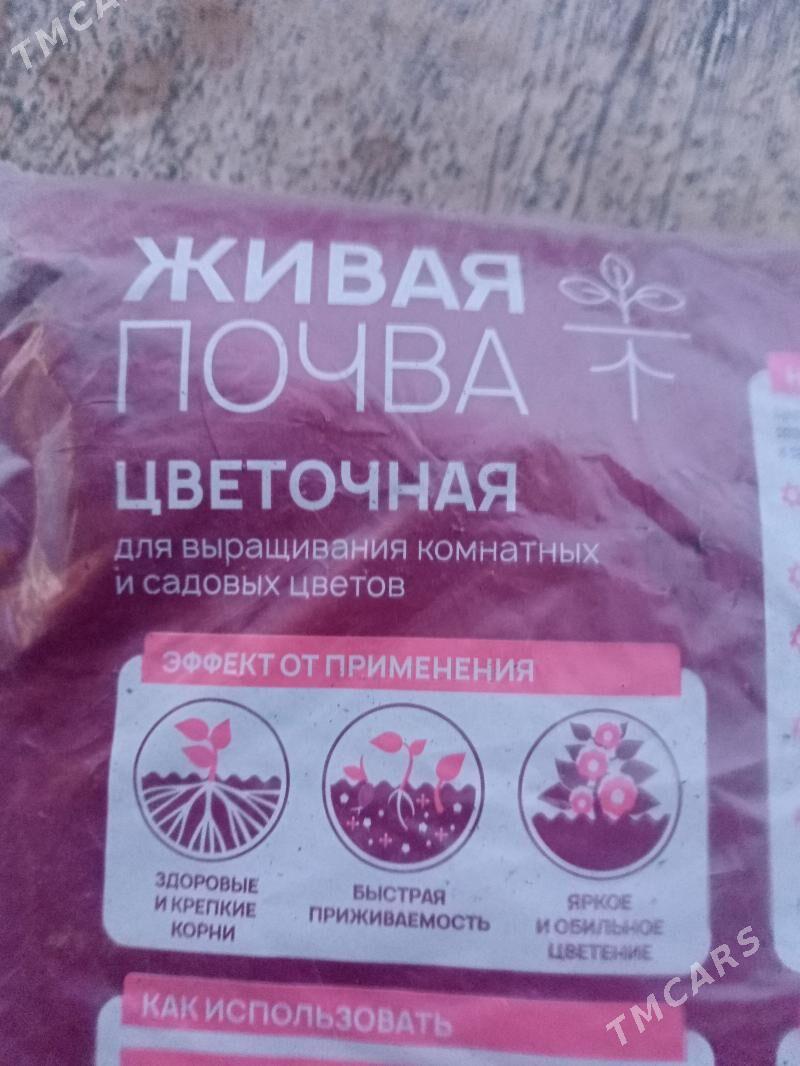 TMCARS
ЖИВАЯ
ПОЧВА
ЦВЕТОЧНАЯ
для выращивания комнатных
и садовых цветов
ЭФФЕКТ ОТ ПРИМЕНЕНИЯ
ЗДОРОВЫЕ
И КРЕПКИЕ
КОРНИ
БЫСТРАЯ
ПРИЖИВАЕМОСТЬ
ЯРКОЕ
И ОБИЛЬНОЕ
ЦВЕТЕНИЕ
КАК ИСПОЛЬЗОВАТЬ
TMCARS